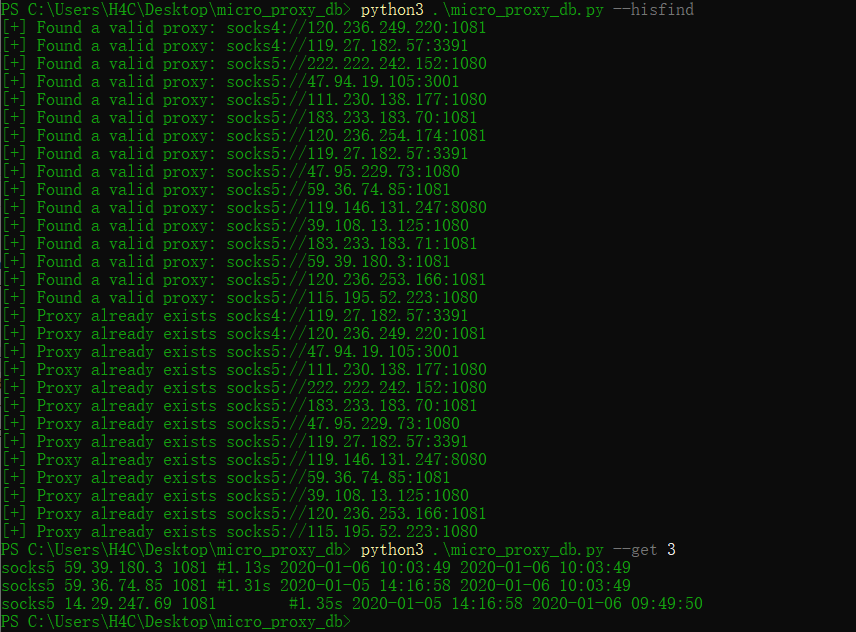 PS C:\Users\H4C\Desktop\micro_proxy_db> python3 .\micro_proxy_db.py --hisfind
[+] Found a valid proxy: socks4://120.236.249.220:1081
[+] Found a valid proxy: socks4://119.27.182.57:3391
[+] Found a valid proxy: socks5://222.222.242.152:1080
[+] Found a valid proxy: socks5://47.94.19.105:3001
[+] Found a valid proxy: socks5://111.230.138.177:1080
[+] Found a valid proxy: socks5://183.233.183.70:1081
[+] Found a valid proxy: socks5://120.236.254.174:1081
[+] Found a valid proxy: socks5://119.27.182.57:3391
[+] Found a valid proxy: socks5://47.95.229.73:1080
[+] Found a valid proxy: socks5://59.36.74.85:1081
[+] Found a valid proxy: socks5://119.146.131.247:8080
[+] Found a valid proxy: socks5://39.108.13.125:1080
[+] Found a valid proxy: socks5://183.233.183.71:1081
[+] Found a valid proxy: socks5://59.39.180.3:1081
[+] Found a valid proxy: socks5://120.236.253.166:1081
[+] Found a valid proxy: socks5://115.195.52.223:1080
[+] Proxy already exists socks4://119.27.182.57:3391
[+] Proxy already exists socks4://120.236.249.220:1081
[+] Proxy already exists socks5://47.94.19.105:3001
[+] Proxy already exists socks5://111.230.138.177:1080
[+] Proxy already exists socks5://222.222.242.152:1080
[+] Proxy already exists socks5://183.233.183.70:1081
[+] Proxy already exists socks5://47.95.229.73:1080
[+] Proxy already exists socks5://119.27.182.57:3391
[+] Proxy already exists socks5://119.146.131.247:8080
[+] Proxy already exists socks5://59.36.74.85:1081
[+] Proxy already exists socks5://39.108.13.125:1080
[+] Proxy already exists socks5://120.236.253.166:1081
[+] Proxy already exists socks5://115.195.52.223:1080
PS C:\Users\H4C\Desktop\micro_proxy_db> python3 .\micro_proxy_db.py --get 3
socks5 59.39.180.3 1081 #1.13s 2020-01-06 10:03:49 2020-01-06 10:03:49
socks5 59.36.74.85 1081 #1.31s 2020-01-05 14:16:58 2020-01-06 10:03:49
socks5 14.29.247.69 1081 #1.35s 2020-01-05 14:16:58 2020-01-06 09:49:50
PS C:\Users\H4C\Desktop\micro_proxy_db>